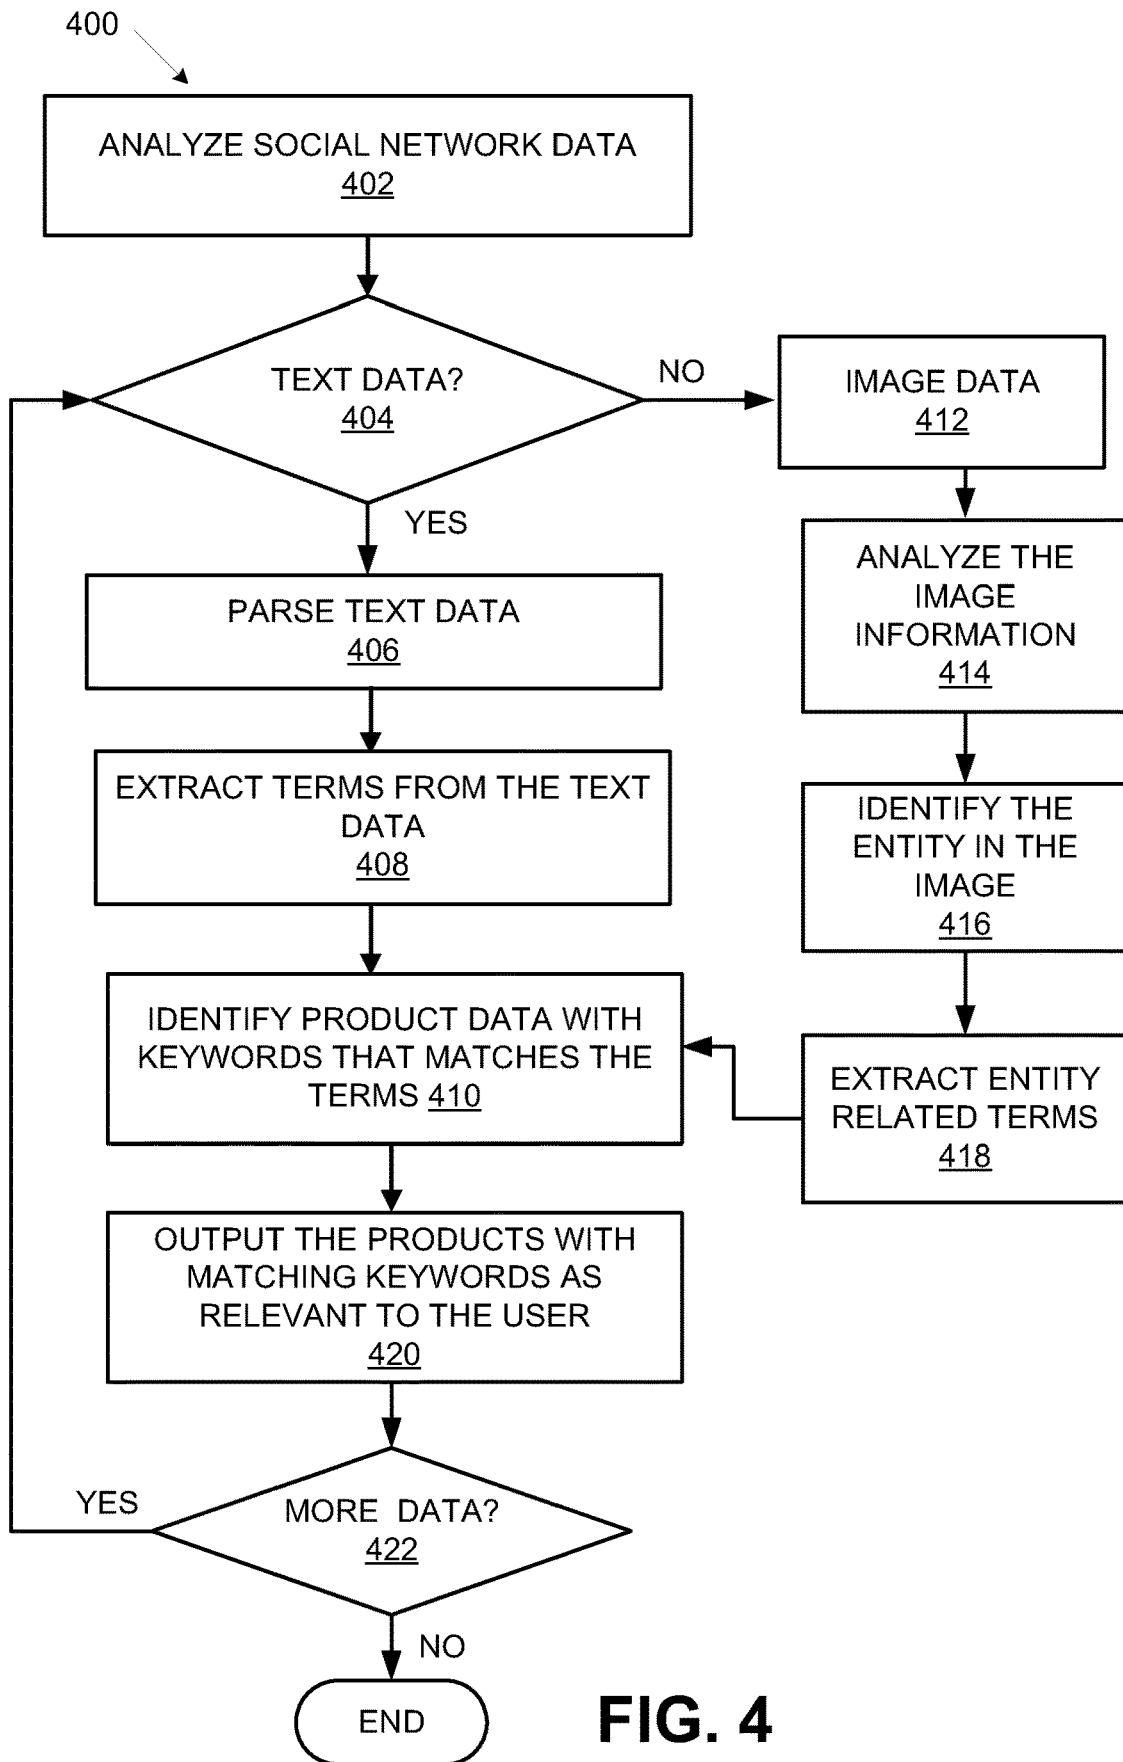 400
ANALYZE SOCIAL NETWORK DATA
402
TEXT DATA?
404
NO
YES
IMAGE DATA
412
ANALYZE THE
IMAGE
INFORMATION
414
PARSE TEXT DATA
406
EXTRACT TERMS FROM THE TEXT
DATA
408
IDENTIFY THE
ENTITY IN THE
IMAGE
416
IDENTIFY PRODUCT DATA WITH
KEYWORDS THAT MATCHES THE
TERMS 410
EXTRACT ENTITY
RELATED TERMS
418
OUTPUT THE PRODUCTS WITH
MATCHING KEYWORDS AS
RELEVANT TO THE USER
420
YES
MORE DATA?
422
NO
END
FIG. 4